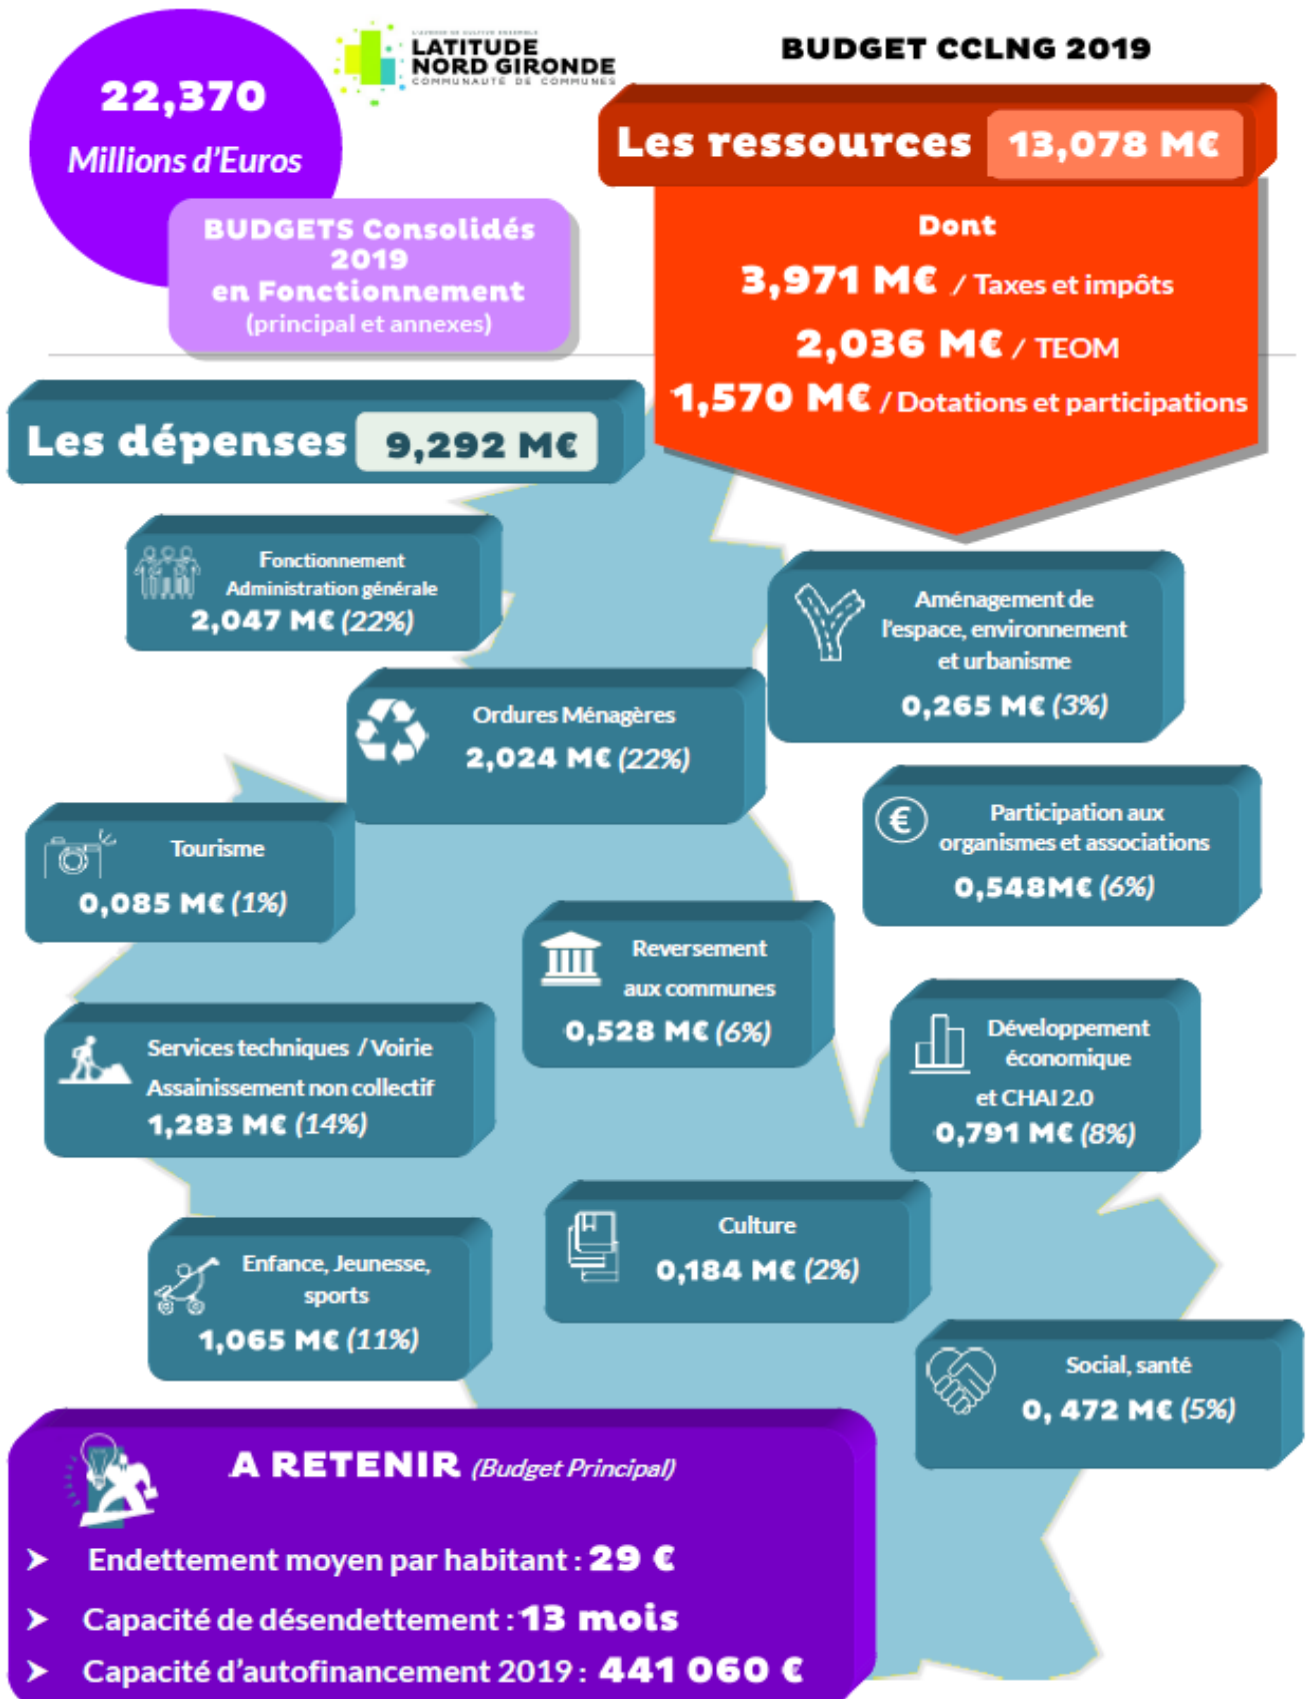 22,370
Millions d'Euros
BUDGETS Consolidés
2019
en Fonctionnement
(principal et annexes)
LATITUDE
NORD GIRONDE
COMMUNAUTÉ DE COMMUNES
BUDGET CCLNG 2019
Les ressources 13,078 M€
Dont
3,971 M€ / Taxes et impôts
2,036 M€ / TEOM
1,570 M€ / Dotations et participations
Les dépenses 9,292 M€
Fonctionnement
Administration générale
2,047 M€ (22%)
Aménagement de
l'espace, environnement
et urbanisme
0,265 M€ (3%)
Ordures Ménagères
2,024 M€ (22%)
Participation aux
organismes et associations
0,548M€ (6%)
Tourisme
0,085 M€ (1%)
Reversement
aux communes
0,528 M€ (6%)
Services techniques / Voirie
Assainissement non collectif
1,283 M€ (14%)
Développement
économique
et CHAI 2.0
0,791 M€ (8%)
Culture
0,184 M€ (2%)
Enfance, Jeunesse,
sports
1,065 M€ (11%)
Social, santé
0, 472 M€ (5%)
A RETENIR (Budget Principal)
➤ Endettement moyen par habitant : 29 €
➤ Capacité de désendettement : 13 mois
➤ Capacité d'autofinancement 2019 : 441 060 €